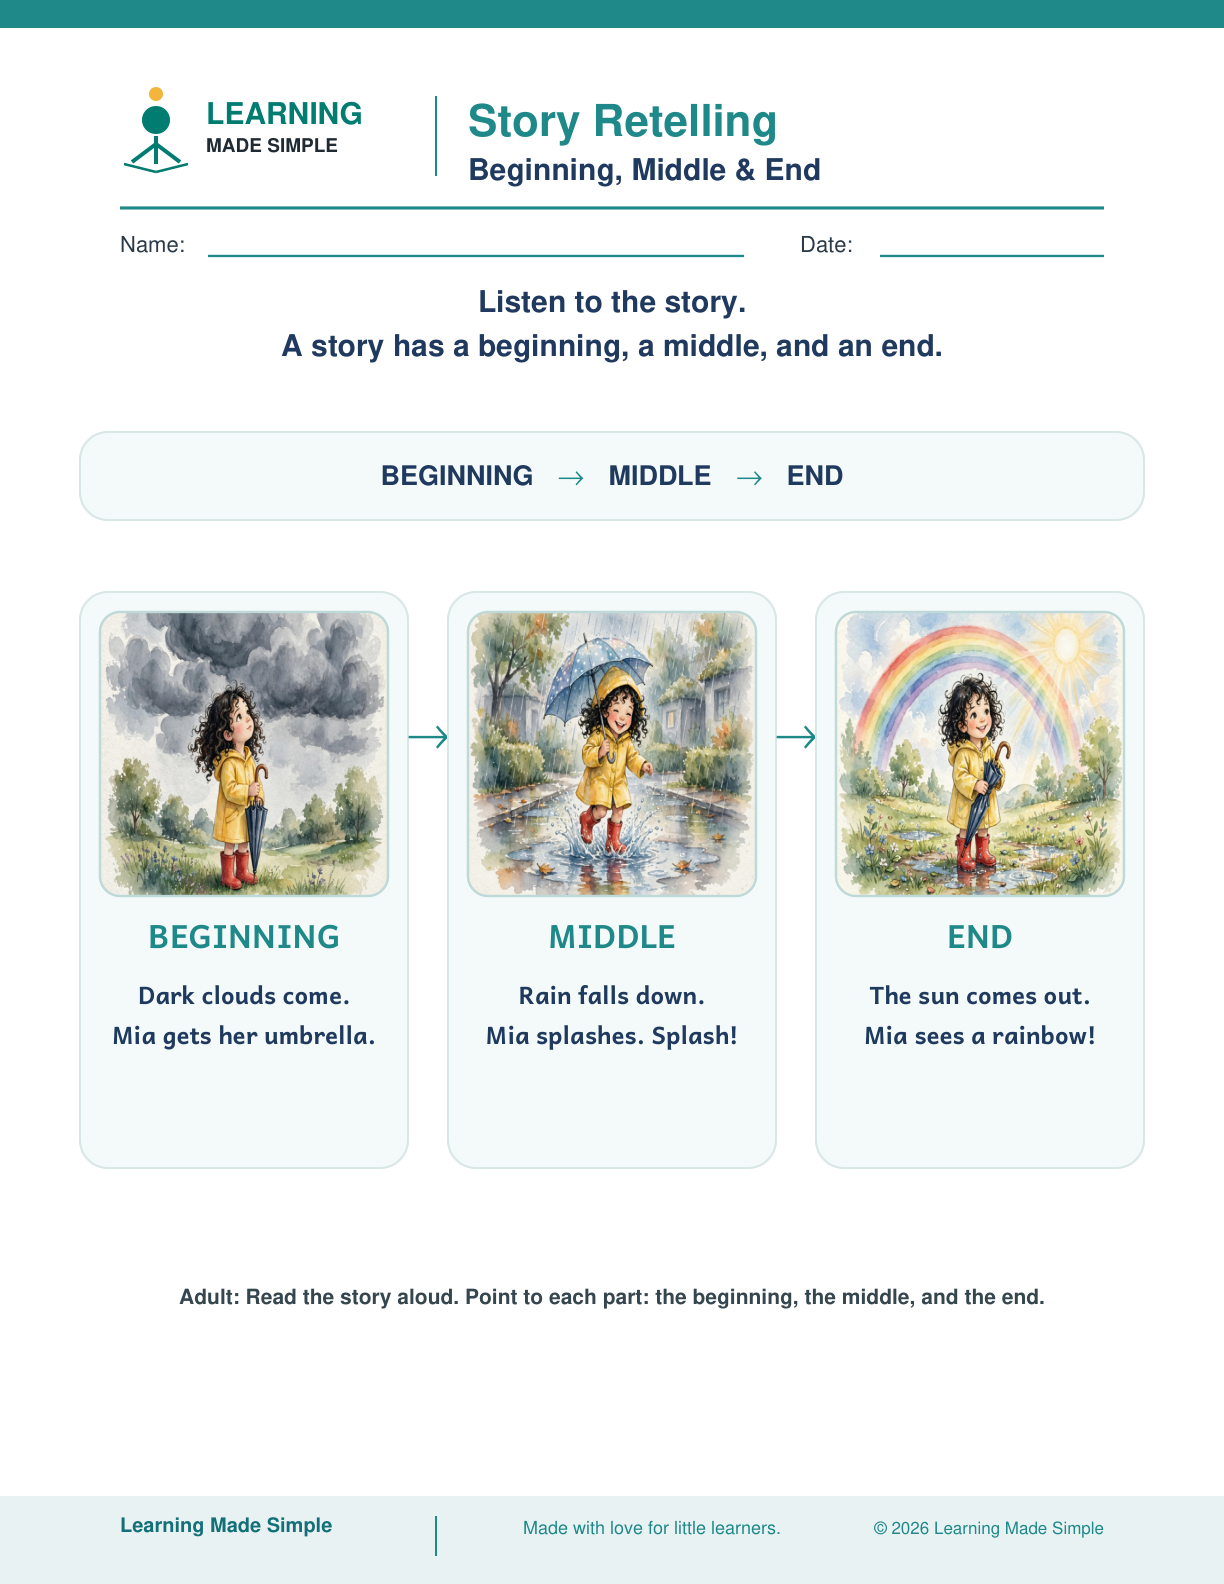 LEARNING
MADE SIMPLE
Story Retelling
Beginning, Middle & End
Name:
Date:
Listen to the story.
A story has a beginning, a middle, and an end.
BEGINNING → MIDDLE → END
BEGINNING
Dark clouds come.
Mia gets her umbrella.
MIDDLE
Rain falls down.
Mia splashes. Splash!
END
The sun comes out.
Mia sees a rainbow!
Adult: Read the story aloud. Point to each part: the beginning, the middle, and the end.
Learning Made Simple
Made with love for little learners.
© 2026 Learning Made Simple